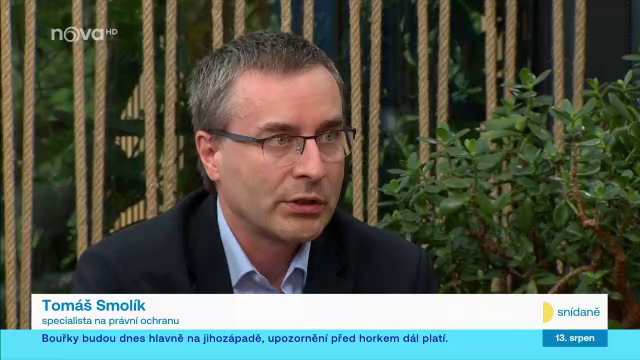 nova HD
Tomáš Smolík
specialista na právní ochranu
snídaně
Bouřky budou dnes hlavně na jihozápadě, upozornění před horkem dál platí.
13. srpen